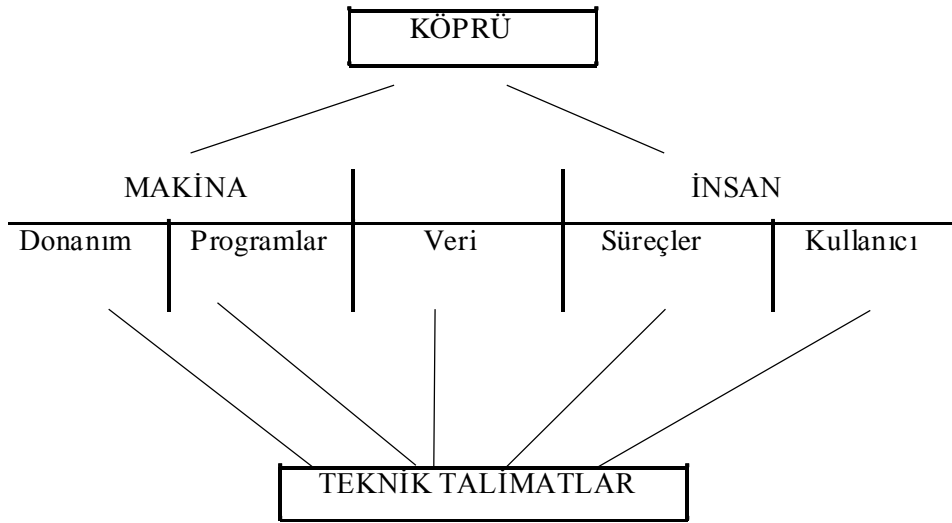 KÖPRÜ
MAKİNA İNSAN
Donanım Programlar Veri Süreçler Kullanıcı
TEKNİK TALİMATLAR